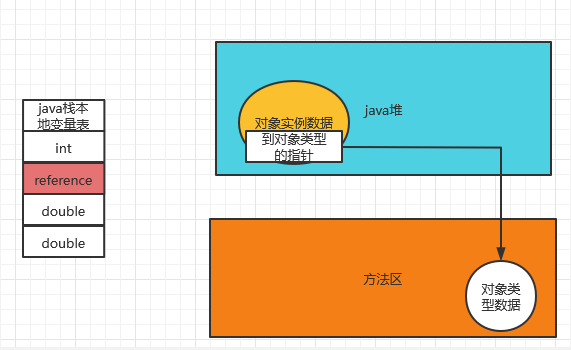 java栈本
地变量表
int
reference
double
double
对象实例数据
到对象类型
的指针
java堆
方法区
对象类
型数据